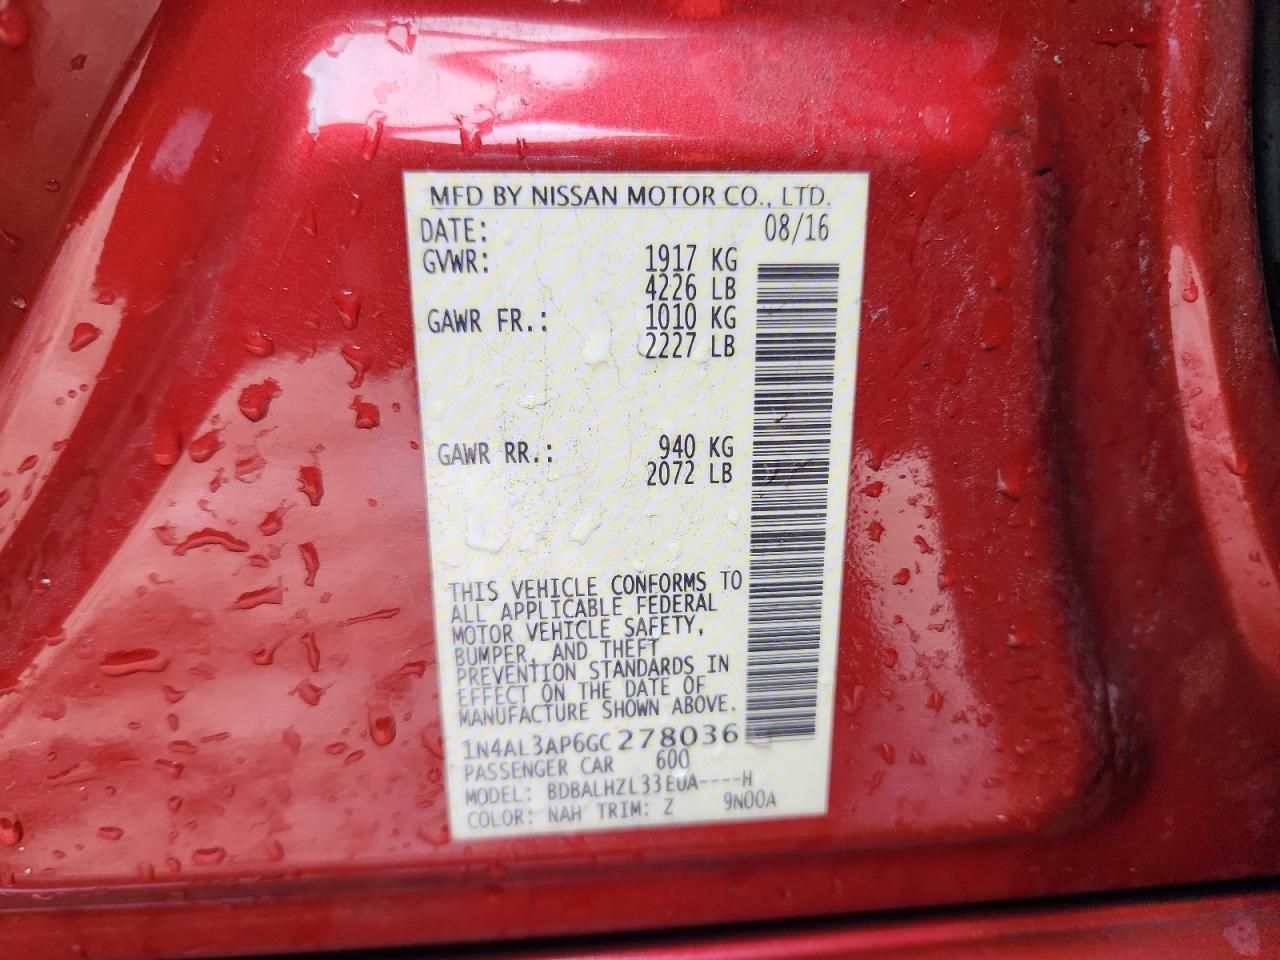 MFD BY NISSAN MOTOR CO., LTD.
DATE: 08/16
GVWR: 1917 KG
4226 LB
GAWR FR.: 1010 KG
2227 LB
GAWR RR.: 940 KG
2072 LB
THIS VEHICLE CONFORMS TO
ALL APPLICABLE FEDERAL
MOTOR VEHICLE SAFETY,
BUMPER, AND THEFT
PREVENTION STANDARDS IN
EFFECT ON THE DATE OF
MANUFACTURE SHOWN ABOVE.
1N4AL3AP6GC278036
PASSENGER CAR 600
MODEL: BDBALHZL33EUA----H
COLOR: NAH TRIM: Z 9N00A